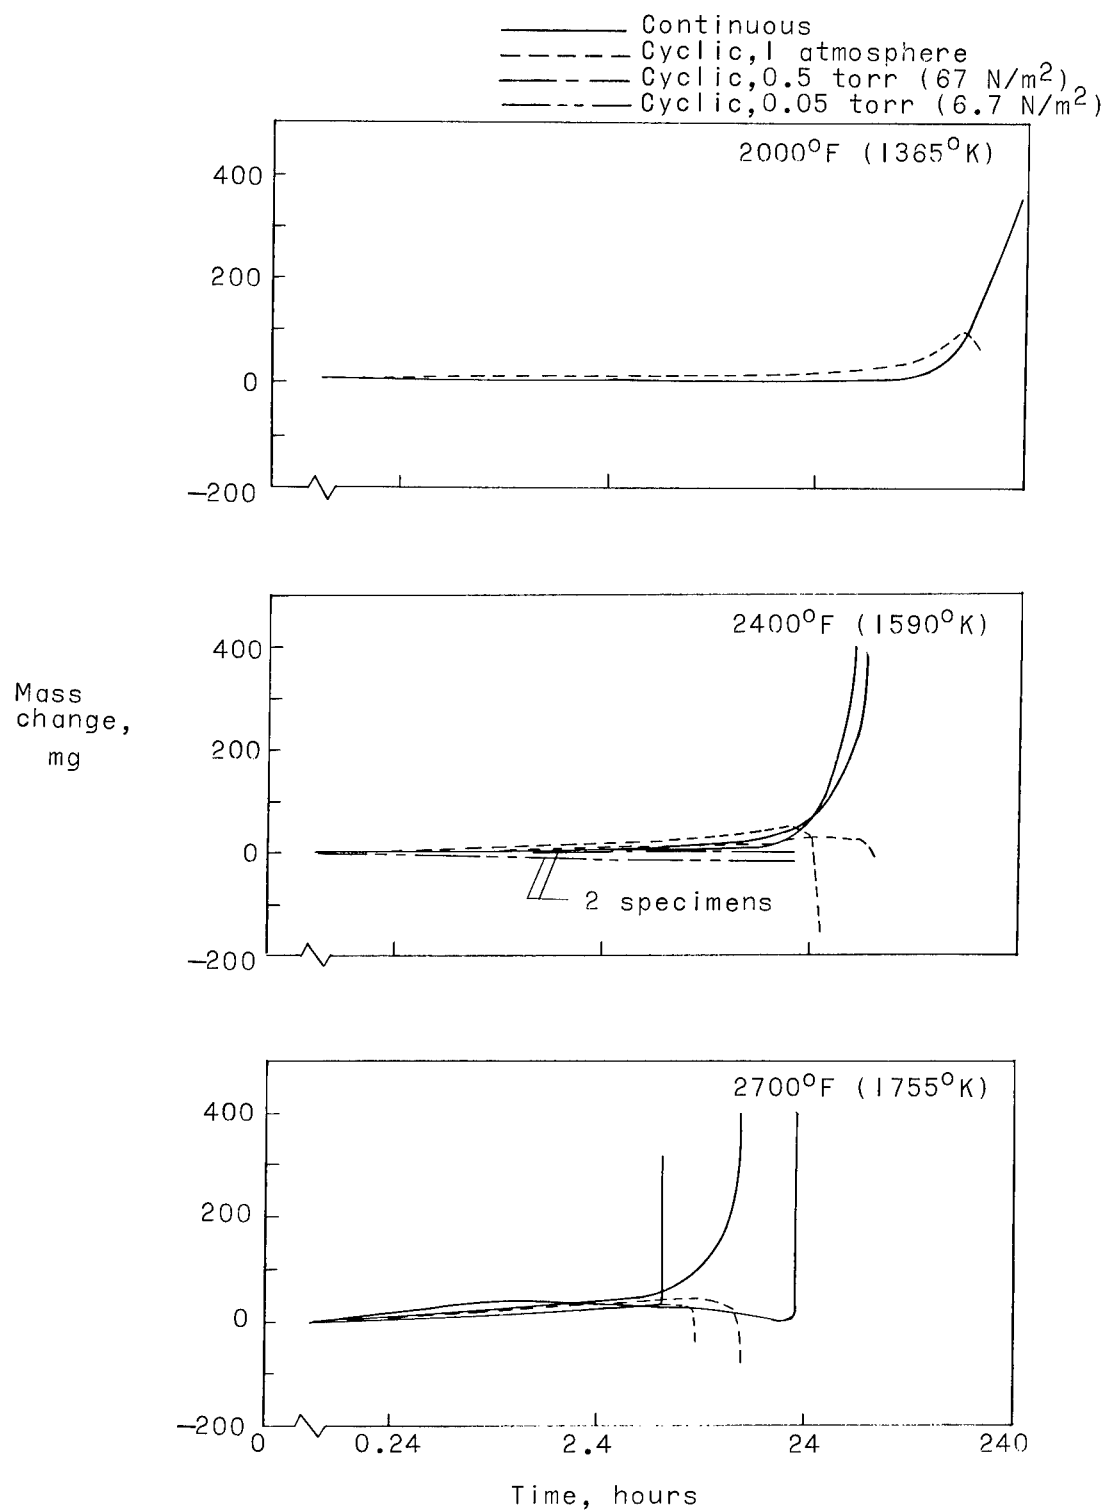 Continuous
Cyclic, 1 atmosphere
Cyclic, 0.5 torr (67 N/m²)
Cyclic, 0.05 torr (6.7 N/m²)
2000°F (1365°K)
400
200
0
−200
2400°F (1590°K)
400
200
0
−200
2 specimens
Mass
change,
mg
2700°F (1755°K)
400
200
0
−200
0 0.24 2.4 24 240
Time, hours